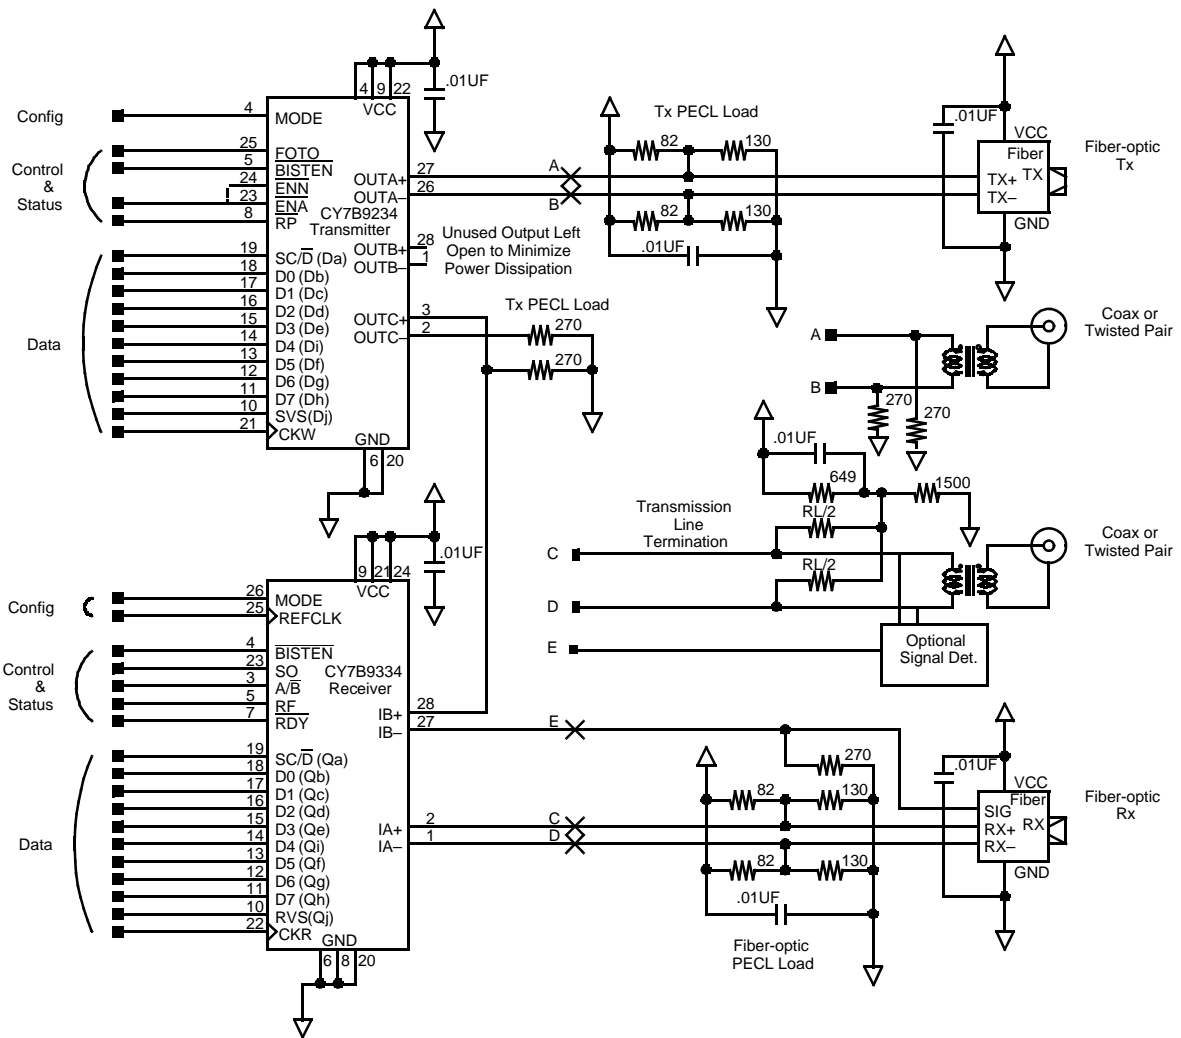 .01UF
4 9 22
VCC
Config
4
MODE
Control
&
Status
25
FOTO
5
BISTEN
24
ENN
23
ENA
8
RP
OUTA+
27
OUTA–
26
CY7B9234
Transmitter
OUTB+
28
OUTB–
1
Unused Output Left
Open to Minimize
Power Dissipation
Data
19
SC/D (Da)
18
D0 (Db)
17
D1 (Dc)
16
D2 (Dd)
15
D3 (De)
14
D4 (Di)
13
D5 (Df)
12
D6 (Dg)
11
D7 (Dh)
10
SVS(Dj)
21
CKW
OUTC+
3
OUTC–
2
GND
6 20
Tx PECL Load
270
270
Tx PECL Load
82
130
A
B
82
130
.01UF
.01UF
VCC
Fiber
TX
TX+
TX–
GND
Fiber-optic
Tx
A
B
270
270
Coax or
Twisted Pair
.01UF
649
1500
RL/2
RL/2
Transmission
Line
Termination
C
D
E
Optional
Signal Det.
Coax or
Twisted Pair
.01UF
9 21 24
VCC
Config
26
MODE
25
REFCLK
Control
&
Status
4
BISTEN
23
SO
3
A/B
5
RF
7
RDY
CY7B9334
Receiver
IB+
28
IB–
27
Data
19
SC/D (Qa)
18
D0 (Qb)
17
D1 (Qc)
16
D2 (Qd)
15
D3 (Qe)
14
D4 (Qi)
13
D5 (Qf)
12
D6 (Qg)
11
D7 (Qh)
10
RVS(Qj)
22
CKR
IA+
2
IA–
1
GND
6 8 20
E
C
D
270
82
130
82
130
.01UF
Fiber-optic
PECL Load
.01UF
VCC
Fiber
SIG
RX+
RX
RX–
GND
Fiber-optic
Rx